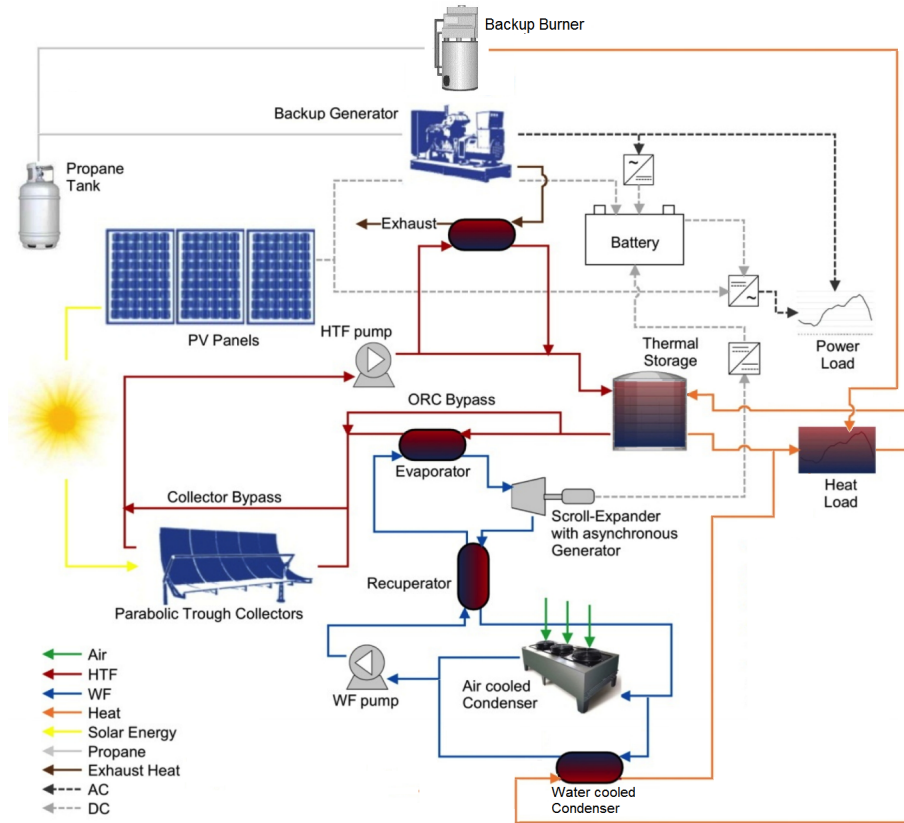 Backup Burner
Backup Generator
Propane
Tank
Exhaust
Battery
PV Panels
HTF pump
Thermal
Storage
Power
Load
ORC Bypass
Evaporator
Collector Bypass
Heat
Load
Scroll-Expander
with asynchronous
Generator
Recuperator
Parabolic Trough Collectors
Air cooled
Condenser
WF pump
Water cooled
Condenser
Air
HTF
WF
Heat
Solar Energy
Propane
Exhaust Heat
AC
DC